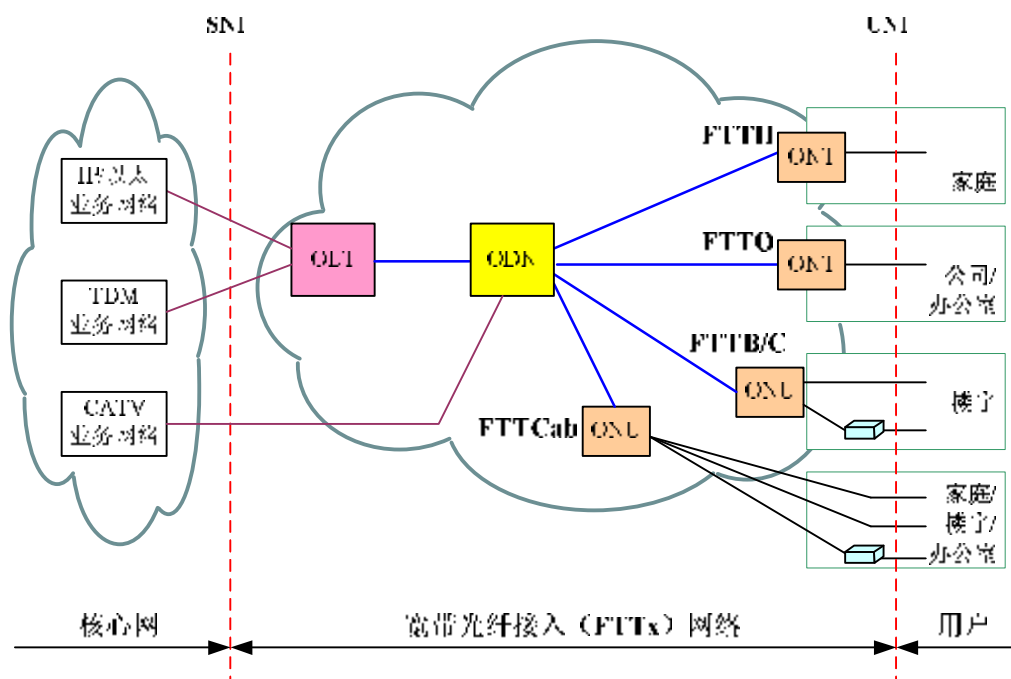 SNI
UNI
IP/以太
业务网络
TDM
业务网络
CATV
业务网络
OLT
ODN
FTTH
ONT
家庭
FTTO
ONT
公司/
办公室
FTTB/C
ONU
楼宇
FTTCab
ONU
家庭/
楼宇/
办公室
核心网
宽带光纤接入（FTTx）网络
用户